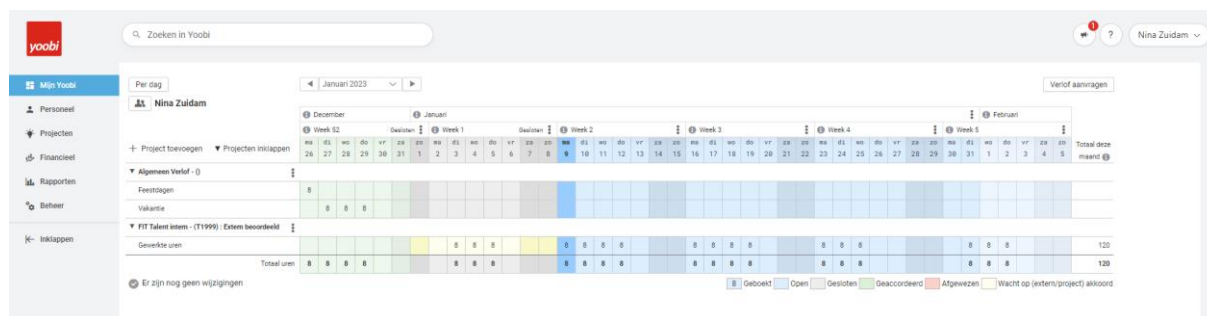 yoobi
Zoeken in Yoobi
1
?
Nina Zuidam
Mijn Yoobi
Personeel
Projecten
Financieel
Rapporten
Beheer
Inklappen
Per dag
Januari 2023
Verlof aanvragen
Nina Zuidam
December Januari Februari
Week 52 Gesloten Week 1 Gesloten Week 2 Week 3 Week 4 Week 5
+ Project toevoegen ▼ Projecten inklappen
ma di wo do vr za zo ma di wo do vr za zo ma di wo do vr za zo ma di wo do vr za zo ma di wo do vr za zo ma di wo do vr za zo Totaal deze
26 27 28 29 30 31 1 2 3 4 5 6 7 8 9 10 11 12 13 14 15 16 17 18 19 20 21 22 23 24 25 26 27 28 29 30 31 1 2 3 4 5 maand
▼ Algemeen Verlof - ()
Feestdagen 8
Vakantie 8 8 8
▼ FIT Talent intern - (T1999) : Extern beoordeeld
Gewerkte uren 8 8 8 8 8 8 8 8 8 8 8 8 8 8 8 8 8 120
Totaal uren 8 8 8 8 8 8 8 8 8 8 8 8 8 8 8 8 8 8 8 8 8 120
Er zijn nog geen wijzigingen
8 Geboekt Open Gesloten Geaccordeerd Afgewezen Wacht op (extern/project) akkoord